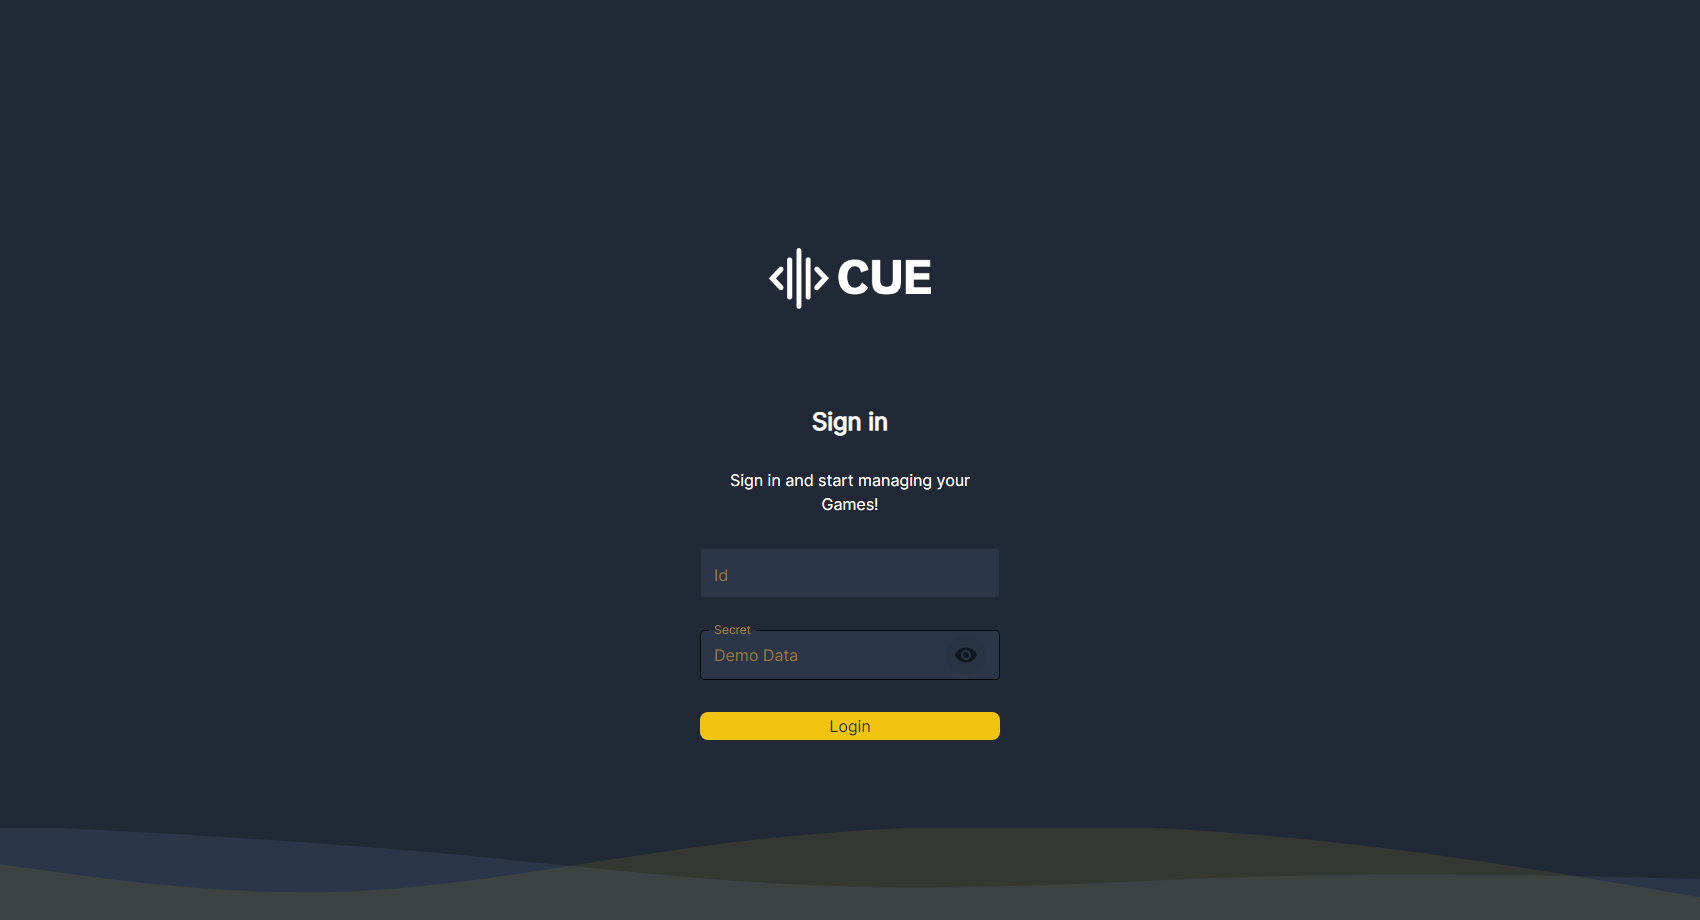 CUE
Sign in
Sign in and start managing your
Games!
Id
Secret
Demo Data
Login